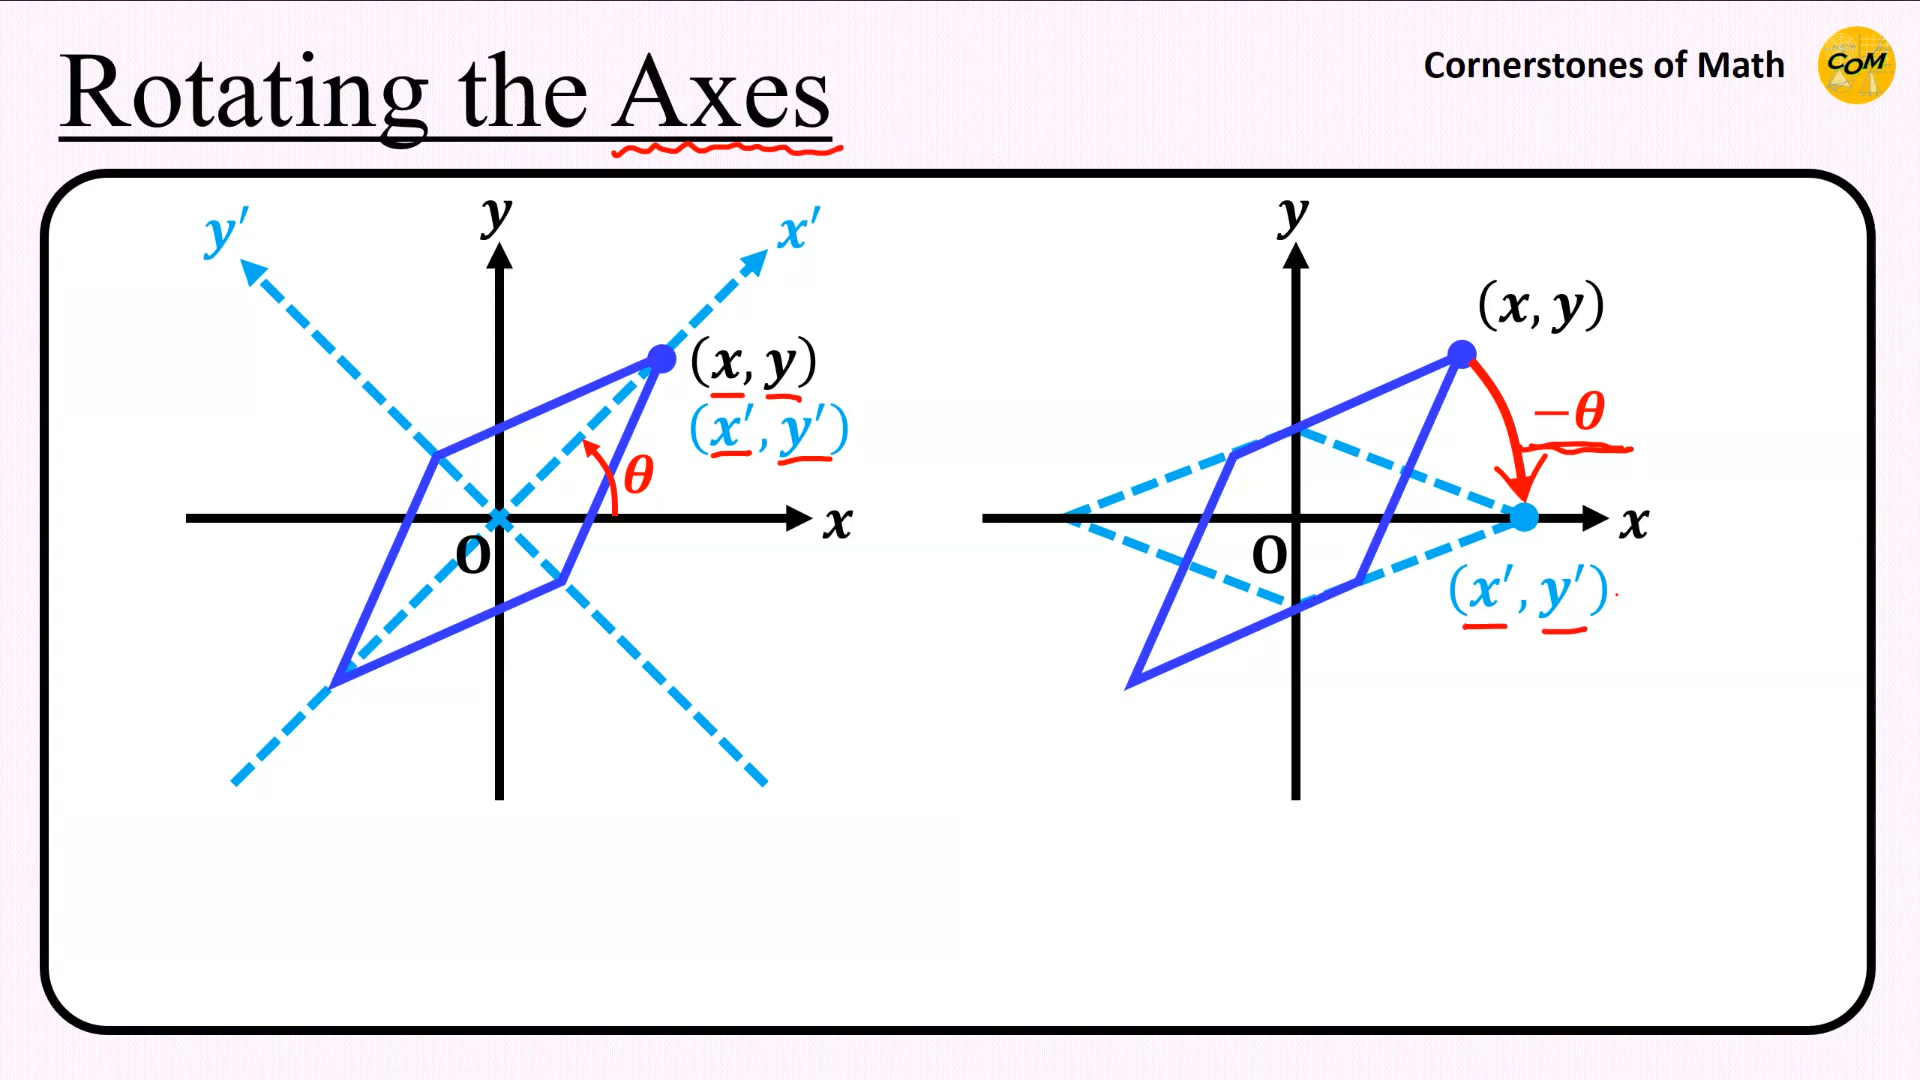 Rotating the Axes
Cornerstones of Math
COM
y'
y
x'
(x, y)
(x', y')
θ
x
O
y
(x, y)
−θ
x
O
(x', y')